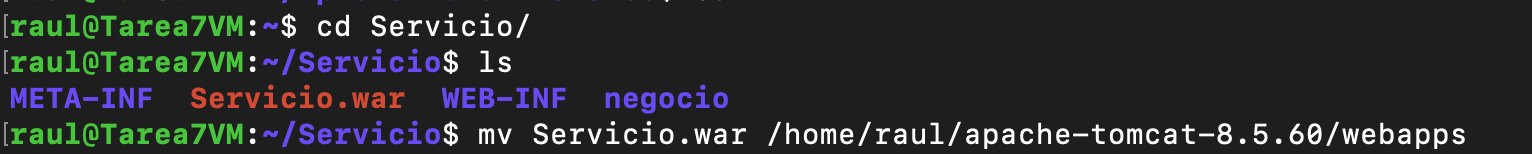 raul@Tarea7VM:~$ cd Servicio/
raul@Tarea7VM:~/Servicio$ ls
META-INF  Servicio.war  WEB-INF  negocio
raul@Tarea7VM:~/Servicio$ mv Servicio.war /home/raul/apache-tomcat-8.5.60/webapps